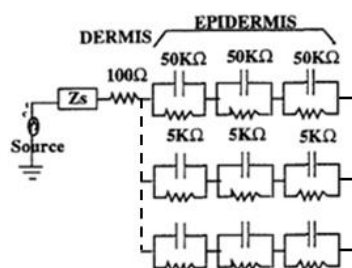 EPIDERMIS
DERMIS
50KΩ 50KΩ 50KΩ
100Ω
Zs
Source
5KΩ 5KΩ 5KΩ